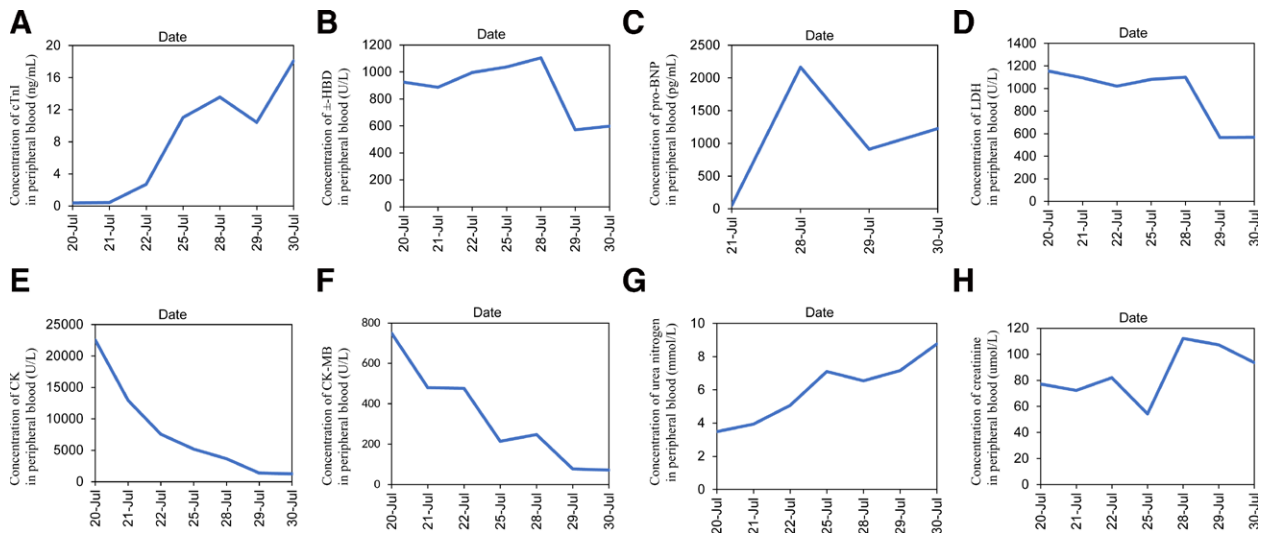 A
Date
Concentration of cTnI
in peripheral blood (ng/mL)
20
16
12
8
4
0
20-Jul
21-Jul
22-Jul
25-Jul
28-Jul
29-Jul
30-Jul
B
Date
Concentration of ±-HBD
in peripheral blood (U/L)
1200
1000
800
600
400
200
0
20-Jul
21-Jul
22-Jul
25-Jul
28-Jul
29-Jul
30-Jul
C
Date
Concentration of pro-BNP
in peripheral blood (pg/mL)
2500
2000
1500
1000
500
0
21-Jul
28-Jul
29-Jul
30-Jul
D
Date
Concentration of LDH
in peripheral blood (U/L)
1400
1200
1000
800
600
400
200
0
20-Jul
21-Jul
22-Jul
25-Jul
28-Jul
29-Jul
30-Jul
E
Date
Concentration of CK
in peripheral blood (U/L)
25000
20000
15000
10000
5000
0
20-Jul
21-Jul
22-Jul
25-Jul
28-Jul
29-Jul
30-Jul
F
Date
Concentration of CK-MB
in peripheral blood (U/L)
800
600
400
200
0
20-Jul
21-Jul
22-Jul
25-Jul
28-Jul
29-Jul
30-Jul
G
Date
Concentration of urea nitrogen
in peripheral blood (mmol/L)
10
8
6
4
2
0
20-Jul
21-Jul
22-Jul
25-Jul
28-Jul
29-Jul
30-Jul
H
Date
Concentration of creatinine
in peripheral blood (umol/L)
120
100
80
60
40
20
0
20-Jul
21-Jul
22-Jul
25-Jul
28-Jul
29-Jul
30-Jul